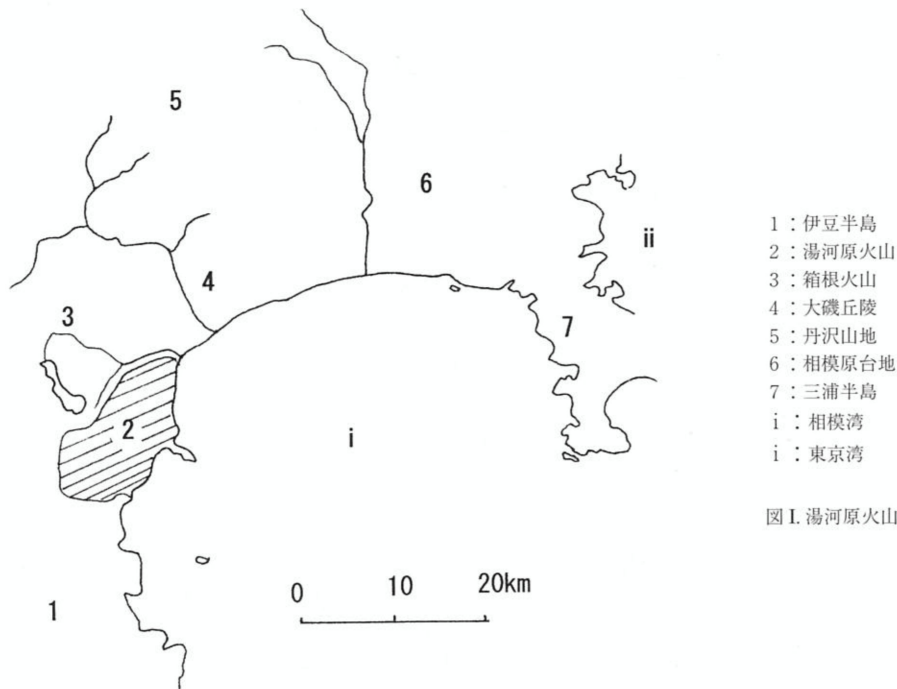 5
6
ii
4
3
7
2
i
1
0 10 20km
1：伊豆半島
2：湯河原火山
3：箱根火山
4：大磯丘陵
5：丹沢山地
6：相模原台地
7：三浦半島
i：相模湾
i：東京湾
図I. 湯河原火山